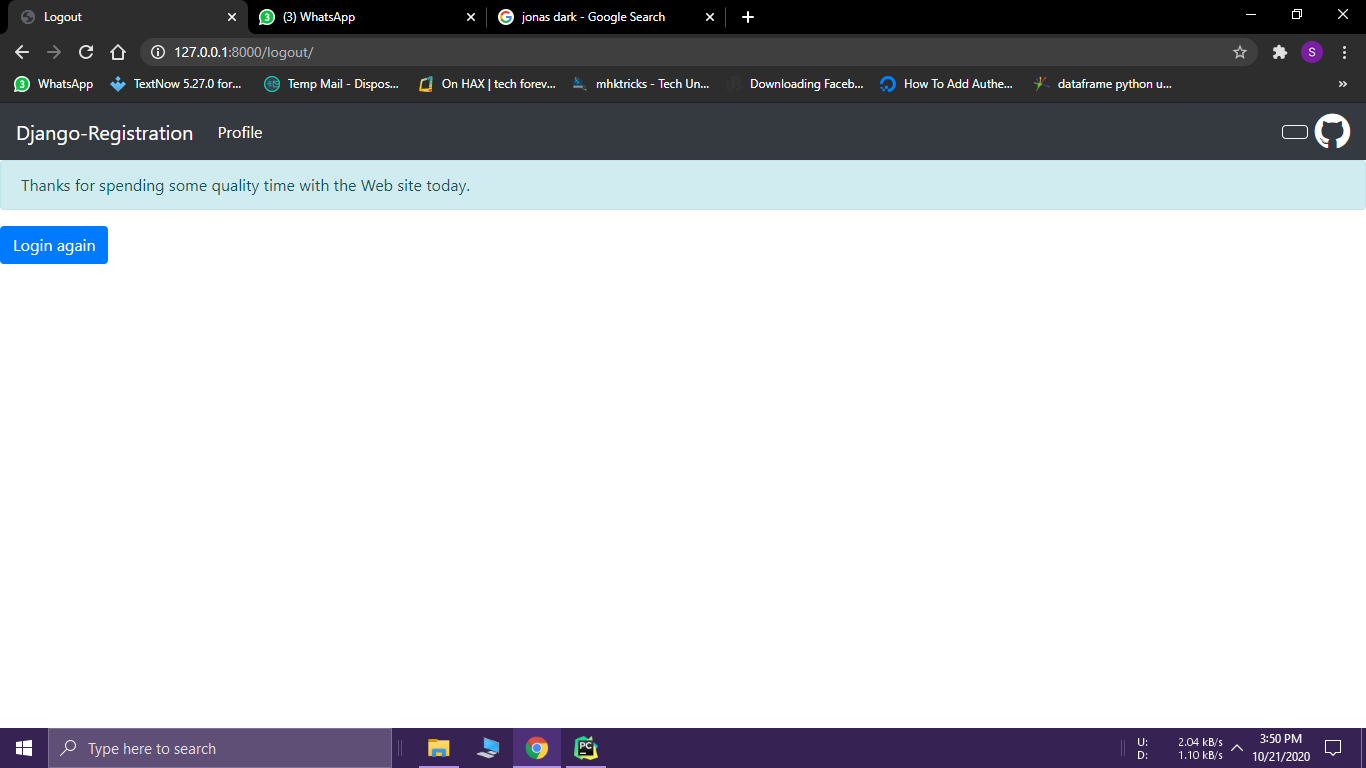 Logout
(3) WhatsApp
jonas dark - Google Search
127.0.0.1:8000/logout/
S
3 WhatsApp
TextNow 5.27.0 for...
Temp Mail - Dispos...
On HAX | tech forev...
mhktricks - Tech Un...
Downloading Faceb...
How To Add Authe...
dataframe python u...
»
Django-Registration Profile
Thanks for spending some quality time with the Web site today.
Login again
Type here to search
PC
U: 2.04 kB/s
D: 1.10 kB/s
3:50 PM
10/21/2020